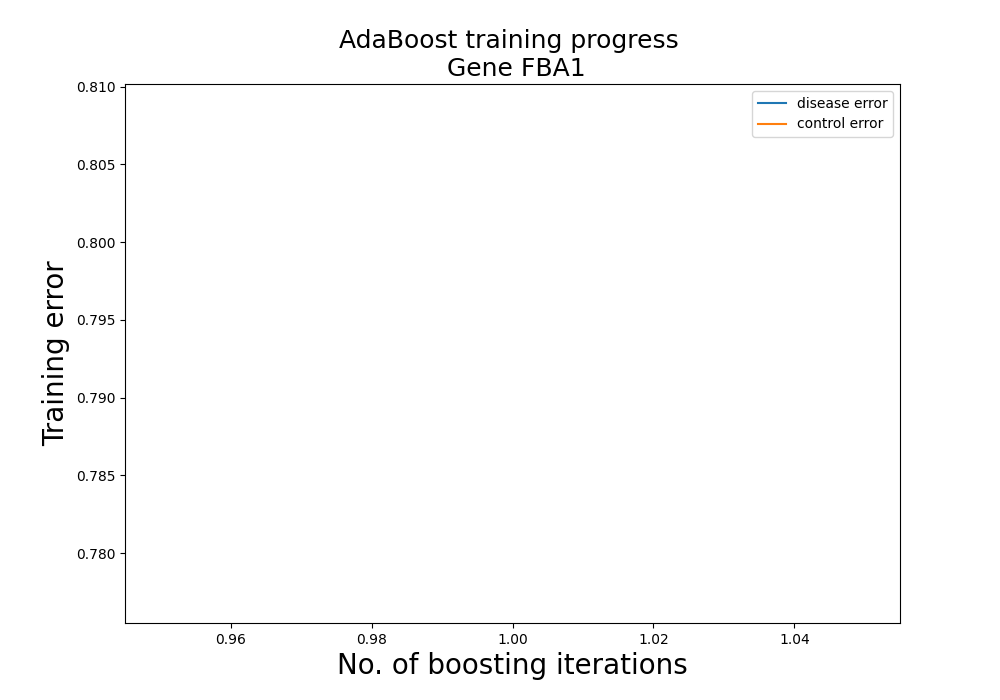 AdaBoost training progress
Gene FBA1
disease error
control error
Training error
0.810
0.805
0.800
0.795
0.790
0.785
0.780
0.96
0.98
1.00
1.02
1.04
No. of boosting iterations